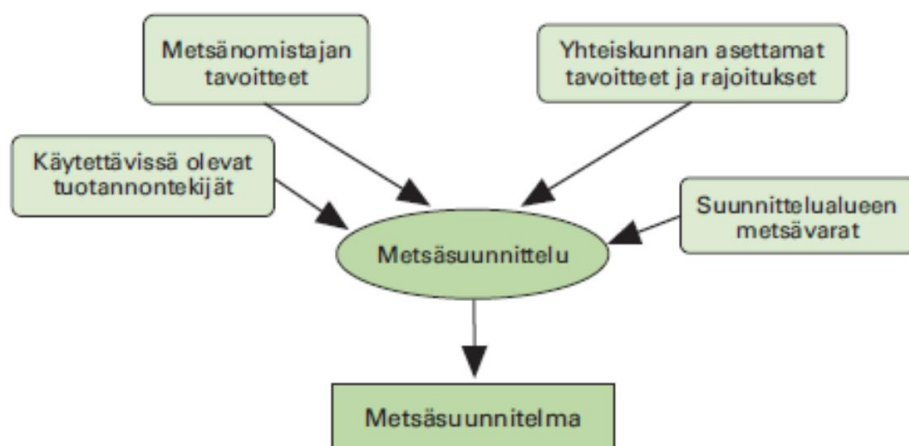 Metsänomistajan
tavoitteet
Yhteiskunnan asettamat
tavoitteet ja rajoitukset
Käytettävissä olevat
tuotannontekijät
Suunnittelualueen
metsävarat
Metsäsuunnittelu
Metsäsuunnitelma